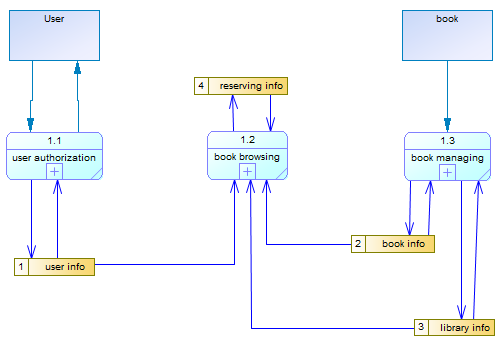 User
book
4 reserving info
1.1
user authorization
+
1.2
book browsing
+
1.3
book managing
+
2 book info
1 user info
3 library info